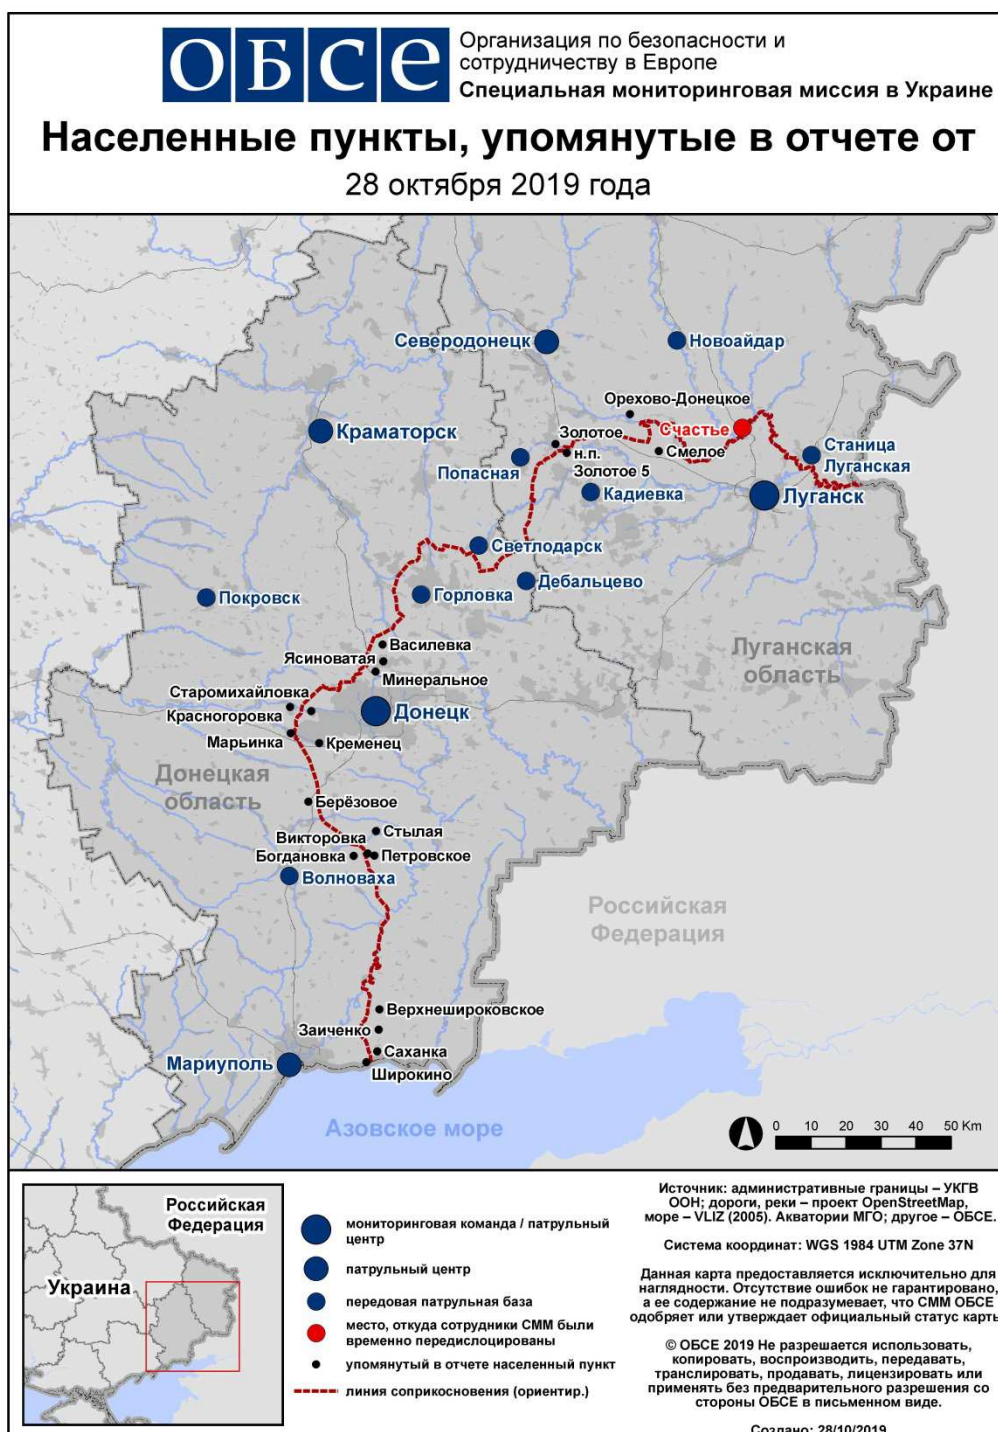 ОБСЕ
Организация по безопасности и
сотрудничеству в Европе
Специальная мониторинговая миссия в Украине
Населенные пункты, упомянутые в отчете от
28 октября 2019 года
Северодонецк
Новоайдар
Орехово-Донецкое
Счастье
Краматорск
Золотое
н.п.
Золотое 5
Смелое
Станица
Луганская
Попасная
Кадиевка
Луганск
Светлодарск
Дебальцево
Покровск
Горловка
Василевка
Ясиноватая
Минеральное
Луганская
область
Старомихайловка
Красногоровка
Донецк
Марьинка
Кременец
Донецкая
область
Берёзовое
Стылая
Викторовка
Богдановка
Петровское
Волноваха
Российская
Федерация
Верхнешироковское
Заиченко
Саханка
Мариуполь
Широкино
Азовское море
0 10 20 30 40 50 Km
Российская
Федерация
Украина
мониторинговая команда / патрульный
центр
патрульный центр
передовая патрульная база
место, откуда сотрудники СММ были
временно передислоцированы
упомянутый в отчете населенный пункт
линия соприкосновения (ориентир.)
Источник: административные границы – УКГВ
ООН; дороги, реки – проект OpenStreetMap,
море – VLIZ (2005). Акватории МГО; другое – ОБСЕ.
Система координат: WGS 1984 UTM Zone 37N
Данная карта предоставляется исключительно для
наглядности. Отсутствие ошибок не гарантировано,
а ее содержание не подразумевает, что СММ ОБСЕ
одобряет или утверждает официальный статус карты
© ОБСЕ 2019 Не разрешается использовать,
копировать, воспроизводить, передавать,
транслировать, продавать, лицензировать или
применять без предварительного разрешения со
стороны ОБСЕ в письменном виде.
Создано: 28/10/2019